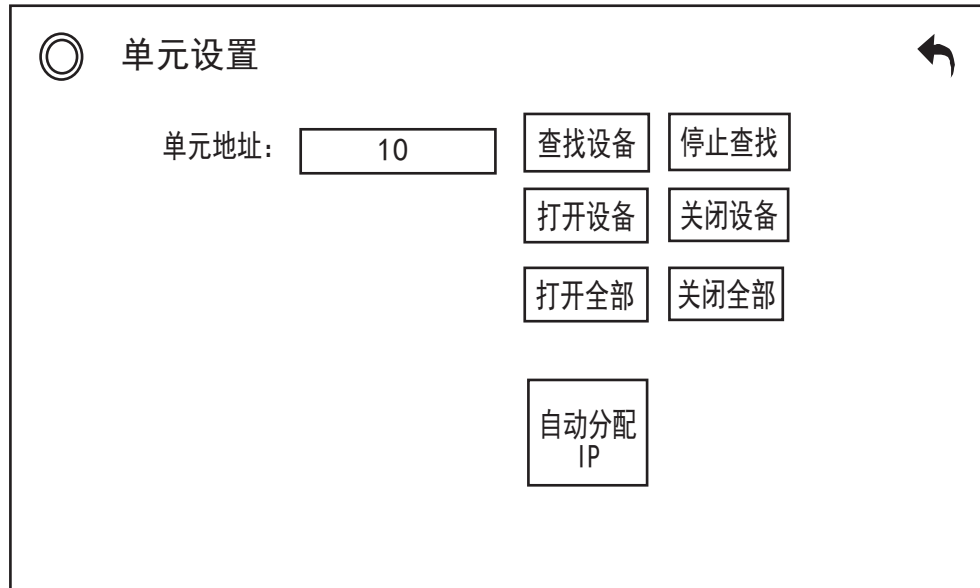 单元设置
单元地址： 10 查找设备 停止查找
打开设备 关闭设备
打开全部 关闭全部
自动分配
IP